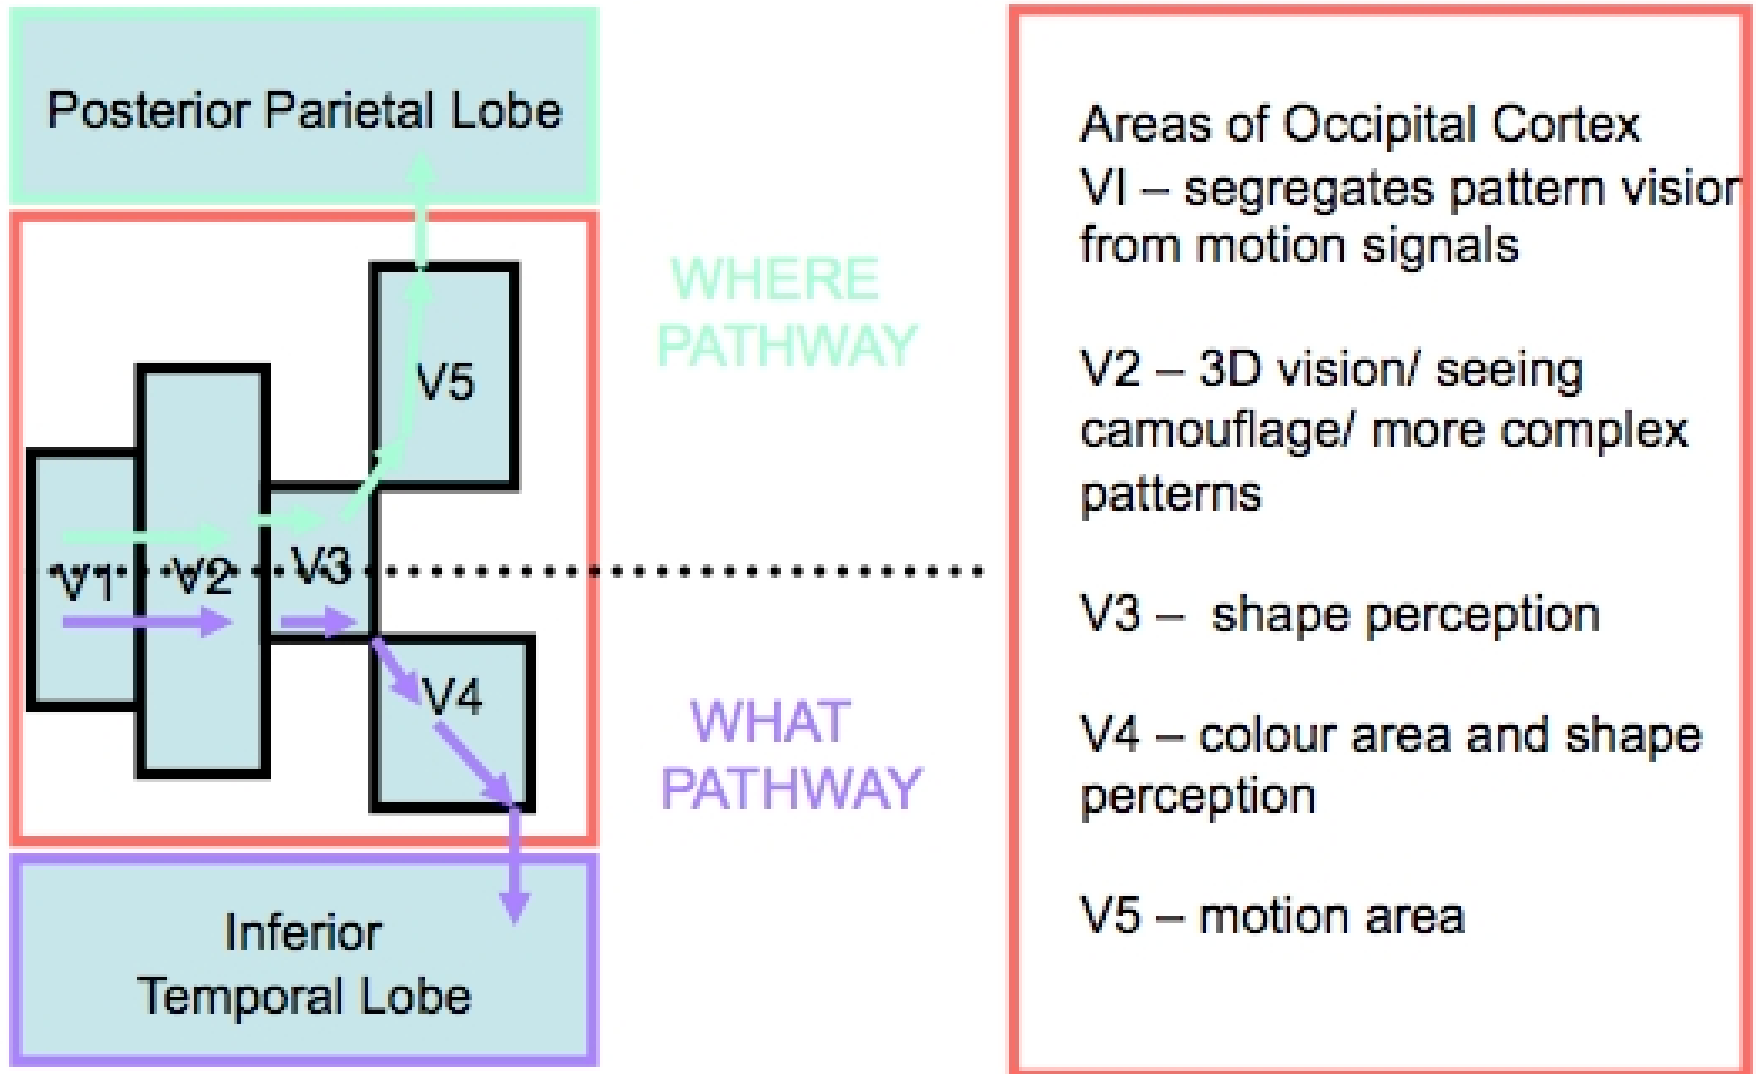 Posterior Parietal Lobe
WHERE
PATHWAY
V5
V1
V2
V3
V4
WHAT
PATHWAY
Inferior
Temporal Lobe
Areas of Occipital Cortex
VI – segregates pattern vision
from motion signals
V2 – 3D vision/ seeing
camouflage/ more complex
patterns
V3 – shape perception
V4 – colour area and shape
perception
V5 – motion area